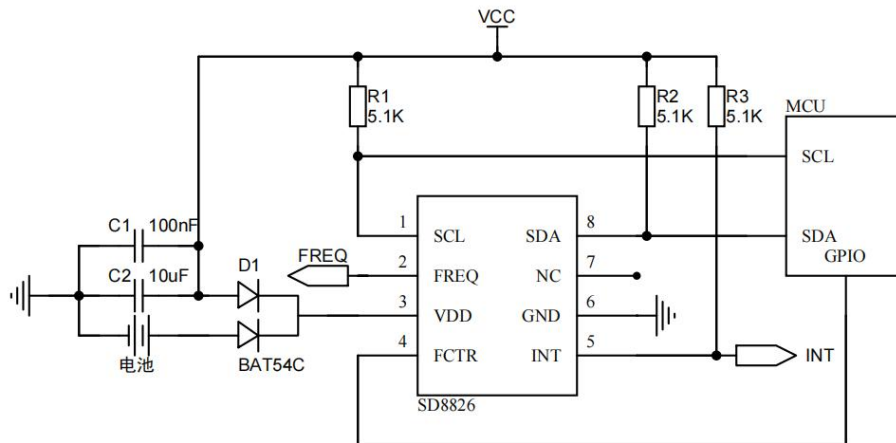 VCC
R1
5.1K
R2
5.1K
R3
5.1K
MCU
SCL
SDA
GPIO
C1 100nF
C2 10uF
D1
电池
BAT54C
FREQ
1 SCL SDA 8
2 FREQ NC 7
3 VDD GND 6
4 FCTR INT 5
SD8826
INT